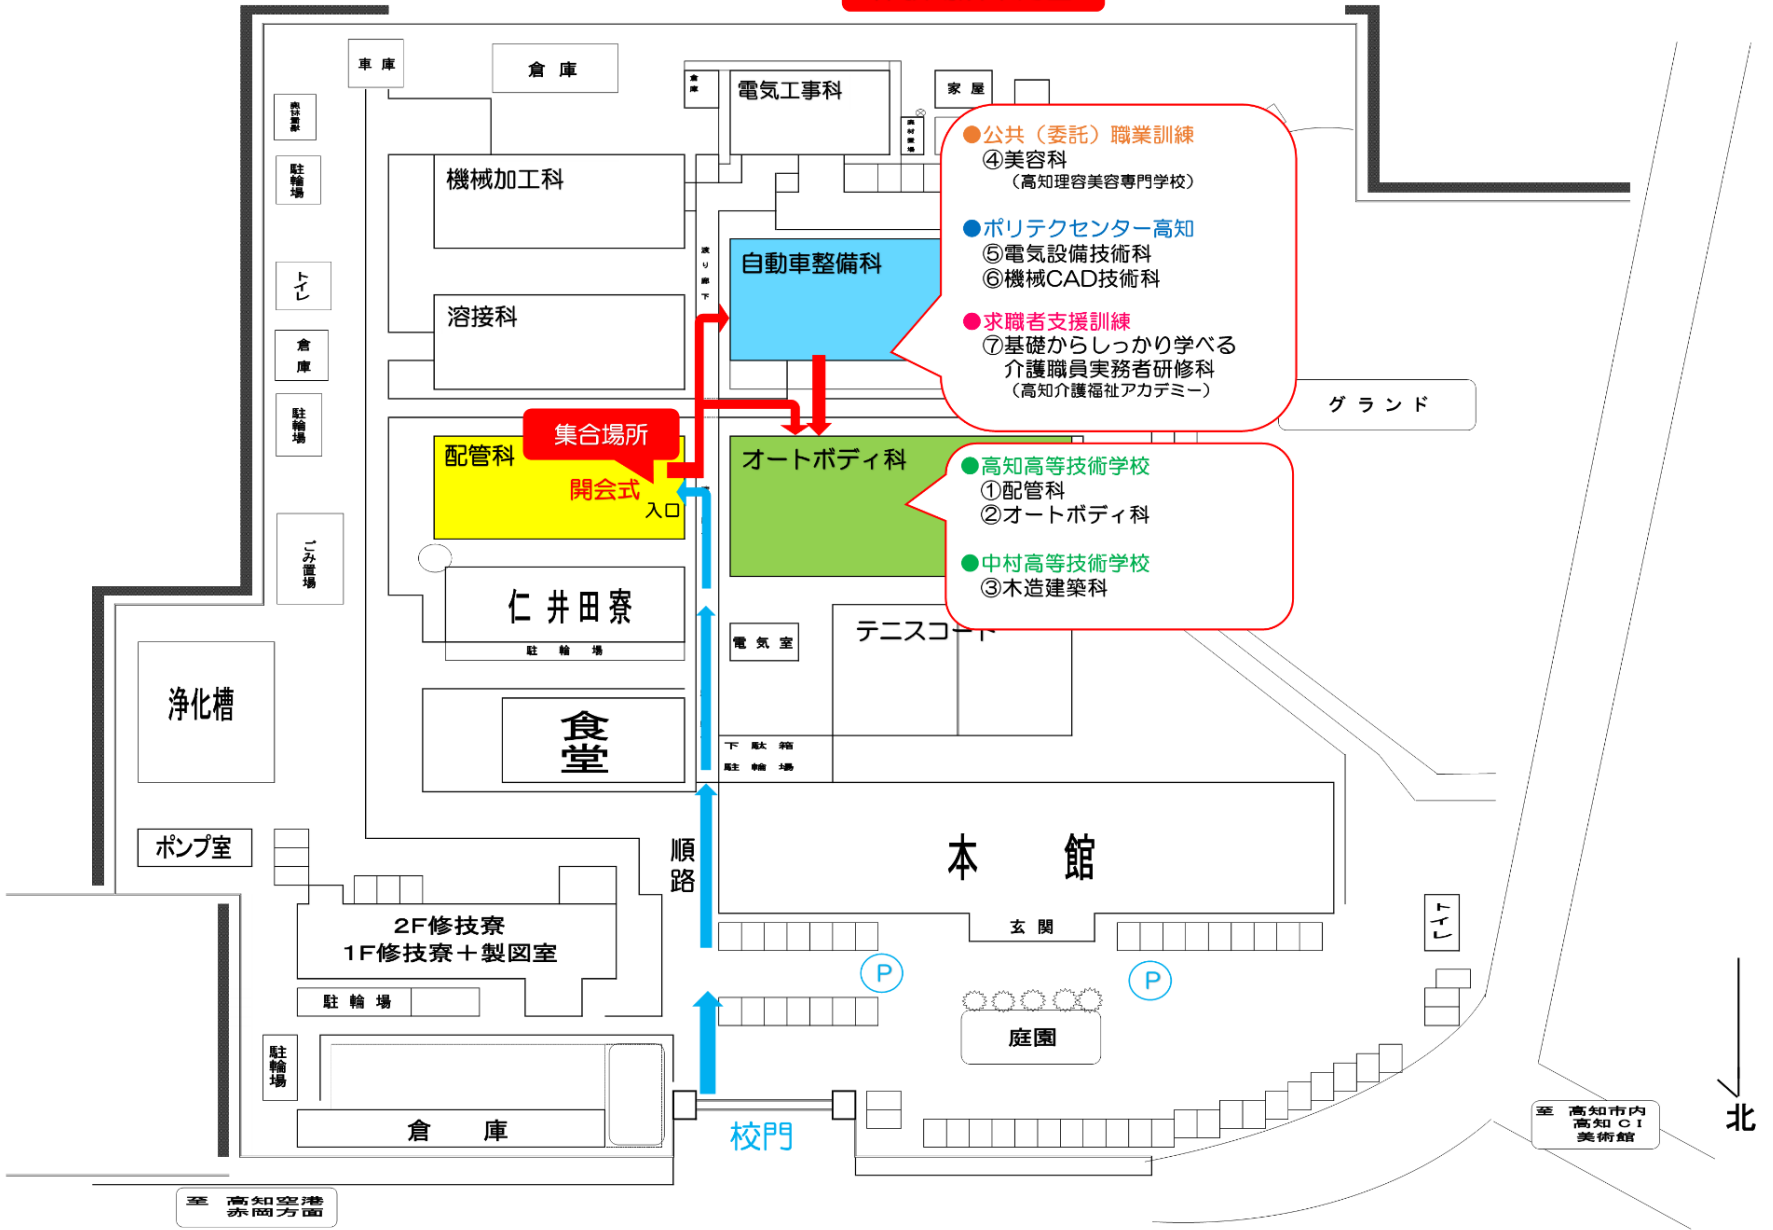 車 庫
倉 庫
倉庫
電気工事科
家 屋
廃材置場
駐輪場
機械加工科
●公共（委託）職業訓練
④美容科
（高知理容美容専門学校）
●ポリテクセンター高知
⑤電気設備技術科
⑥機械CAD技術科
●求職者支援訓練
⑦基礎からしっかり学べる
介護職員実務者研修科
（高知介護福祉アカデミー）
渡り廊下
自動車整備科
トイレ
溶接科
倉庫
駐輪場
グランド
集合場所
配管科
開会式
入口
オートボディ科
●高知高等技術学校
①配管科
②オートボディ科
●中村高等技術学校
③木造建築科
ごみ置場
仁井田寮
駐 輪 場
電気室
テニスコート
浄化槽
食堂
下 駄 箱
駐 輪 場
ポンプ室
順路
本 館
玄 関
トイレ
2F修技寮
1F修技寮＋製図室
P
P
駐 輪 場
庭園
駐輪場
倉 庫
校門
至 高知市内
高知CI
美術館
北
至 高知空港
赤岡方面